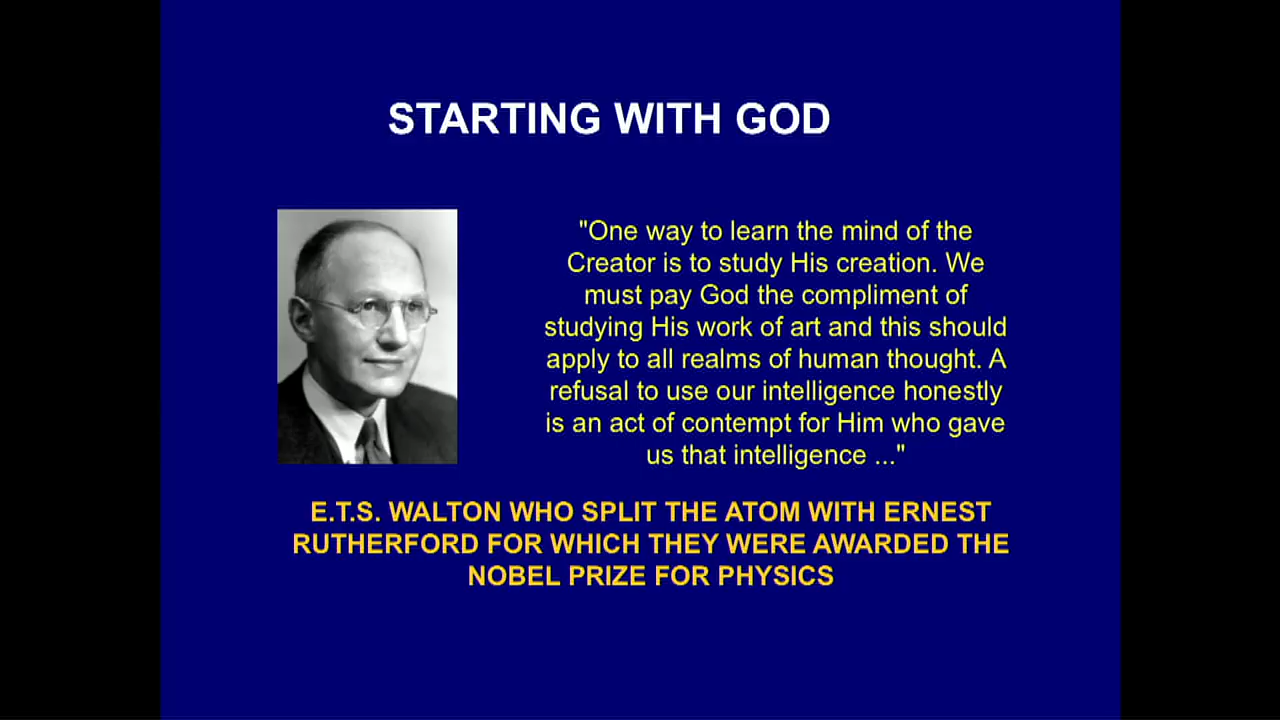 STARTING WITH GOD
"One way to learn the mind of the
Creator is to study His creation. We
must pay God the compliment of
studying His work of art and this should
apply to all realms of human thought. A
refusal to use our intelligence honestly
is an act of contempt for Him who gave
us that intelligence ..."
E.T.S. WALTON WHO SPLIT THE ATOM WITH ERNEST
RUTHERFORD FOR WHICH THEY WERE AWARDED THE
NOBEL PRIZE FOR PHYSICS